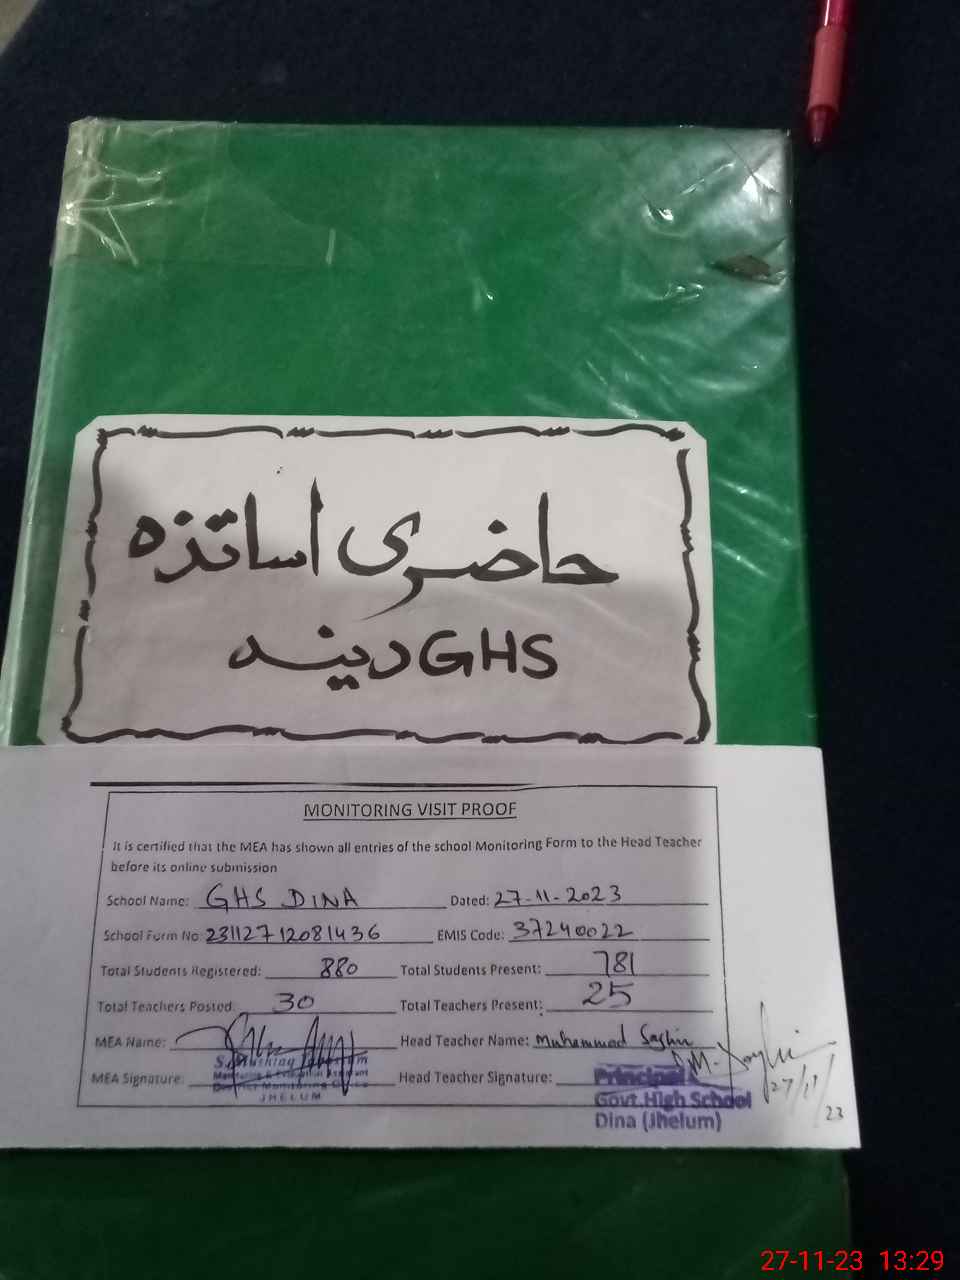 حاضری اساتذہ
GHS دینہ
MONITORING VISIT PROOF
It is certified that the MEA has shown all entries of the school Monitoring Form to the Head Teacher
before its online submission
School Name: GHS DINA Dated: 27-11-2023
School Form No: 23112712081436 EMIS Code: 37240022
Total Students Registered: 880 Total Students Present: 781
Total Teachers Posted: 30 Total Teachers Present: 25
MEA Name: Head Teacher Name: Muhammad Saghir
MEA Signature: Head Teacher Signature:
JHELUM
Principal
Govt.High School
Dina (Jhelum)
27/11/23
27-11-23 13:29